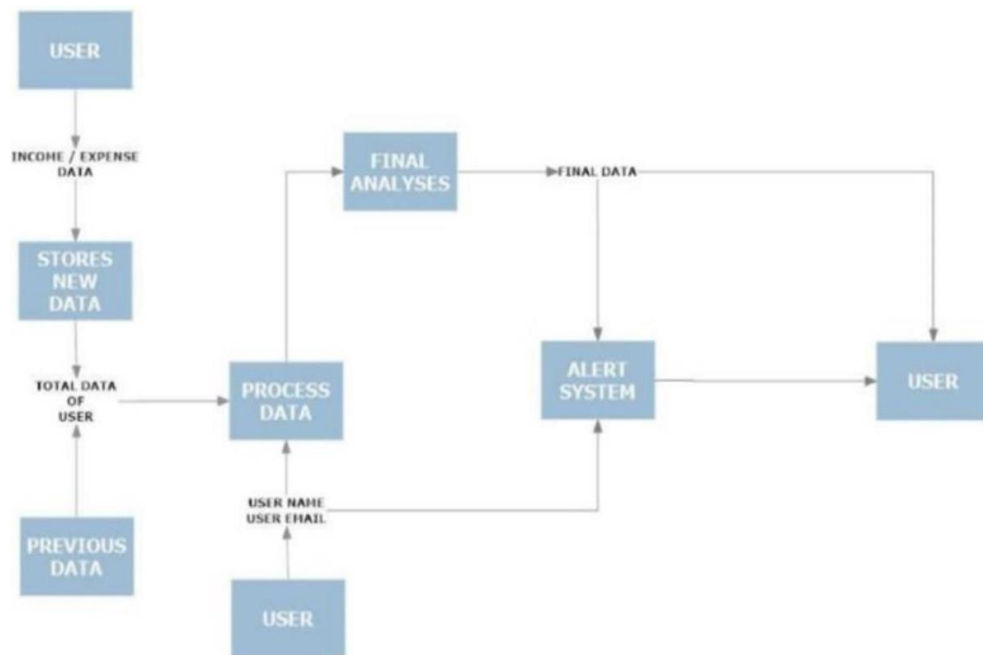 USER
INCOME / EXPENSE
DATA
STORES
NEW
DATA
TOTAL DATA
OF
USER
PREVIOUS
DATA
PROCESS
DATA
USER NAME
USER EMAIL
USER
FINAL
ANALYSES
FINAL DATA
ALERT
SYSTEM
USER